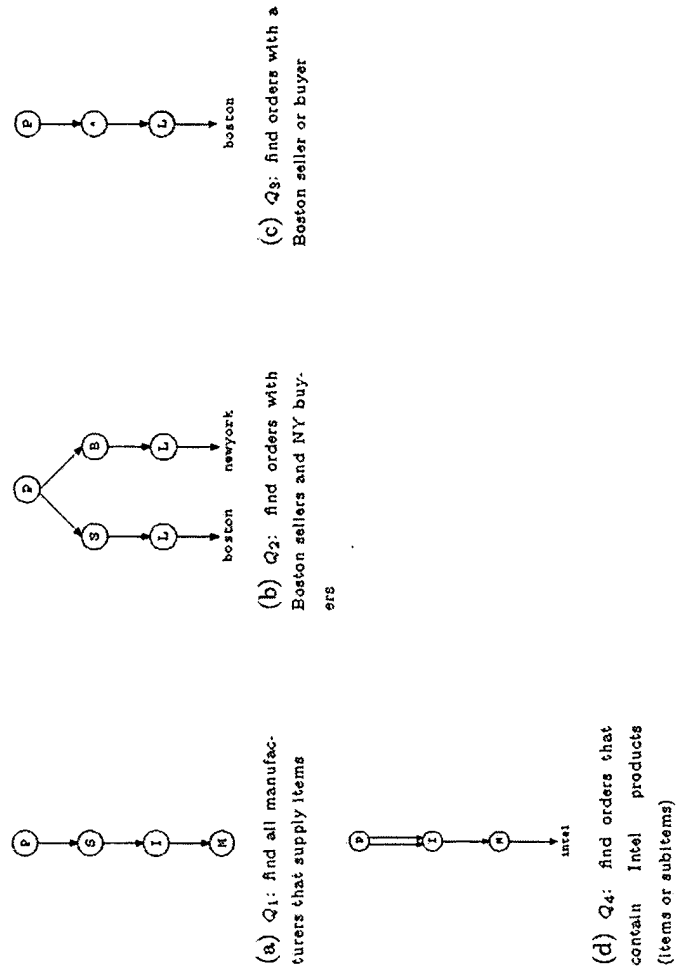 P
S
I
M
(a) Q1: find all manufac-
turers that supply items
P
S B
L L
boston newyork
(b) Q2: find orders with
Boston sellers and NY buy-
ers
P
*
L
boston
(c) Q3: find orders with a
Boston seller or buyer
P
I
M
intel
(d) Q4: find orders that
contain Intel products
(items or subitems)